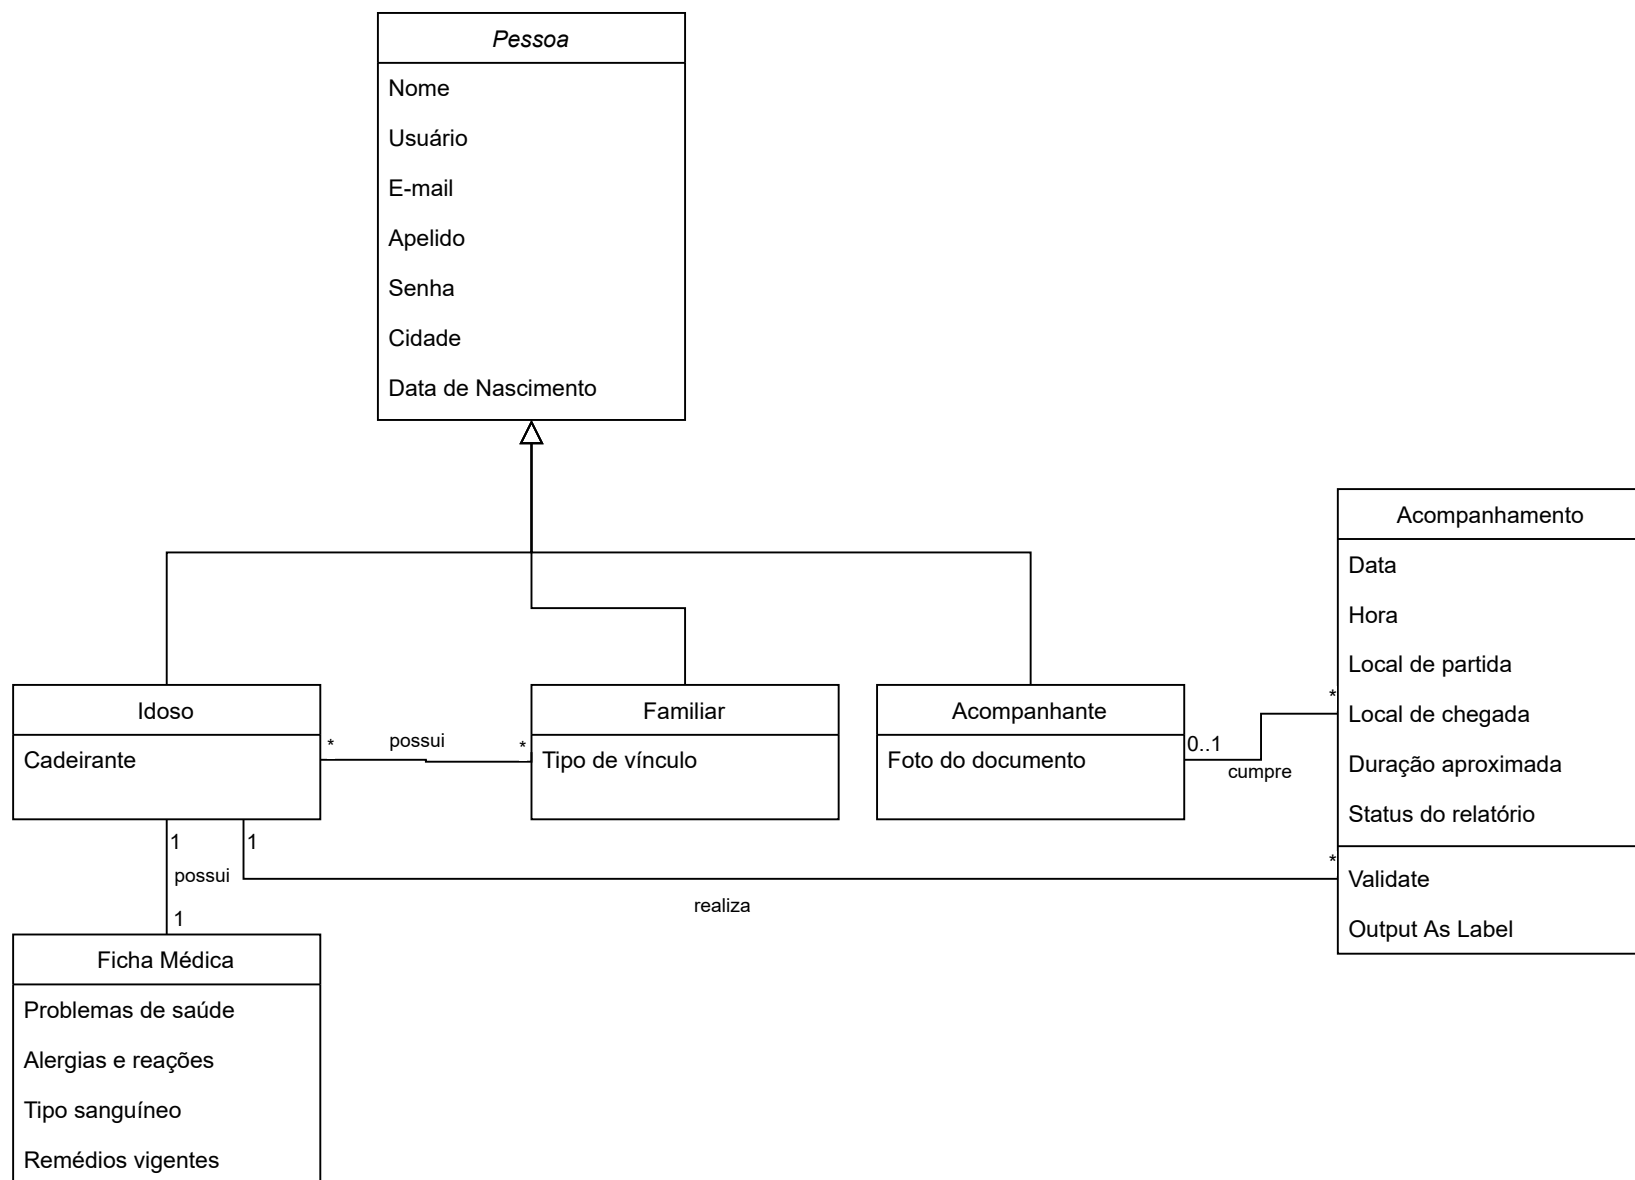 Pessoa
Nome
Usuário
E-mail
Apelido
Senha
Cidade
Data de Nascimento
Acompanhamento
Data
Hora
Local de partida
Local de chegada
Duração aproximada
Status do relatório
Validate
Output As Label
Idoso
Cadeirante
* possui *
Familiar
Tipo de vínculo
Acompanhante
Foto do documento
0..1
cumpre
*
1
possui
1
1
realiza
*
Ficha Médica
Problemas de saúde
Alergias e reações
Tipo sanguíneo
Remédios vigentes